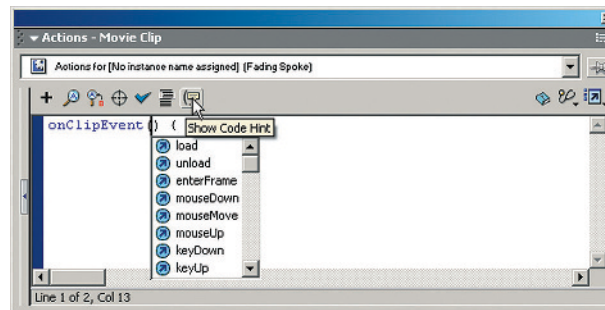 Actions - Movie Clip
Actions for [No instance name assigned] (Fading Spoke)
onClipEvent() (
Show Code Hint
load
unload
enterFrame
mouseDown
mouseMove
mouseUp
keyDown
keyUp
Line 1 of 2, Col 13